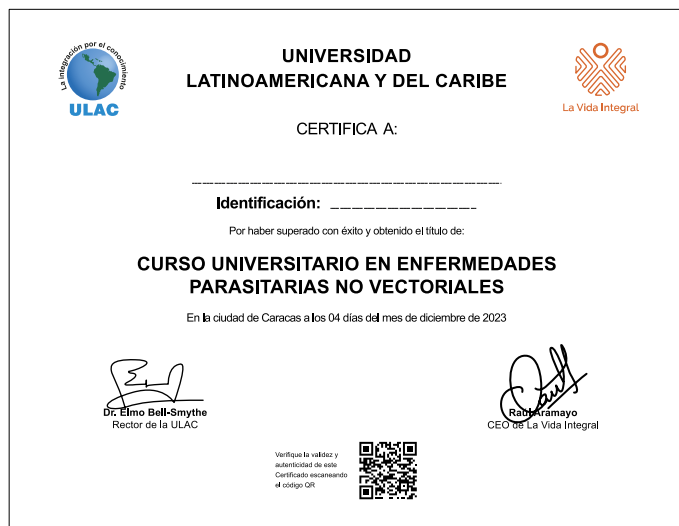 La integración por el conocimiento
ULAC
UNIVERSIDAD
LATINOAMERICANA Y DEL CARIBE
La Vida Integral
CERTIFICA A:
Identificación:
Por haber superado con éxito y obtenido el título de:
CURSO UNIVERSITARIO EN ENFERMEDADES
PARASITARIAS NO VECTORIALES
En la ciudad de Caracas a los 04 días del mes de diciembre de 2023
Dr. Elmo Bell-Smythe
Rector de la ULAC
Raúl Aramayo
CEO de La Vida Integral
Verifique la validez y
autenticidad de este
Certificado escaneando
el código QR